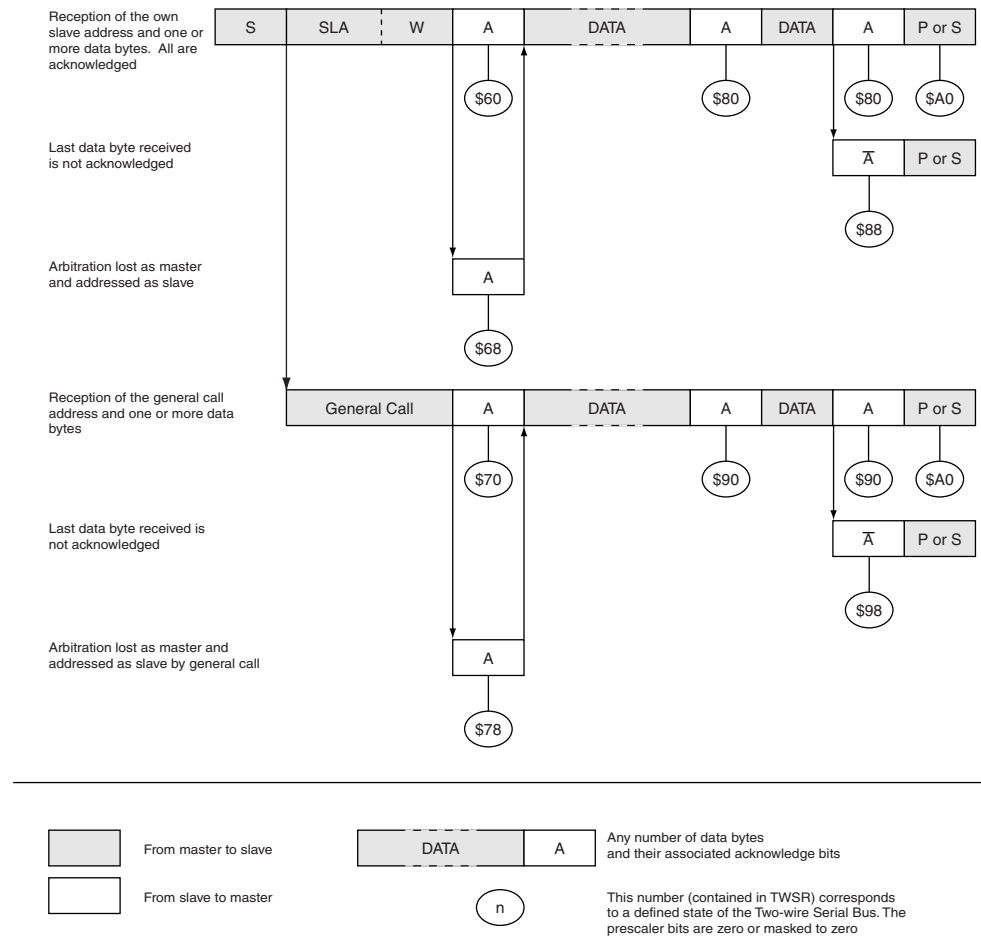 Reception of the own
slave address and one or
more data bytes. All are
acknowledged
S SLA W A DATA A DATA A P or S
$60 $80 $80 $A0
Last data byte received
is not acknowledged
A̅ P or S
$88
Arbitration lost as master
and addressed as slave
A
$68
Reception of the general call
address and one or more data
bytes
General Call A DATA A DATA A P or S
$70 $90 $90 $A0
Last data byte received is
not acknowledged
A̅ P or S
$98
Arbitration lost as master and
addressed as slave by general call
A
$78
From master to slave
DATA A
Any number of data bytes
and their associated acknowledge bits
From slave to master
n
This number (contained in TWSR) corresponds
to a defined state of the Two-wire Serial Bus. The
prescaler bits are zero or masked to zero